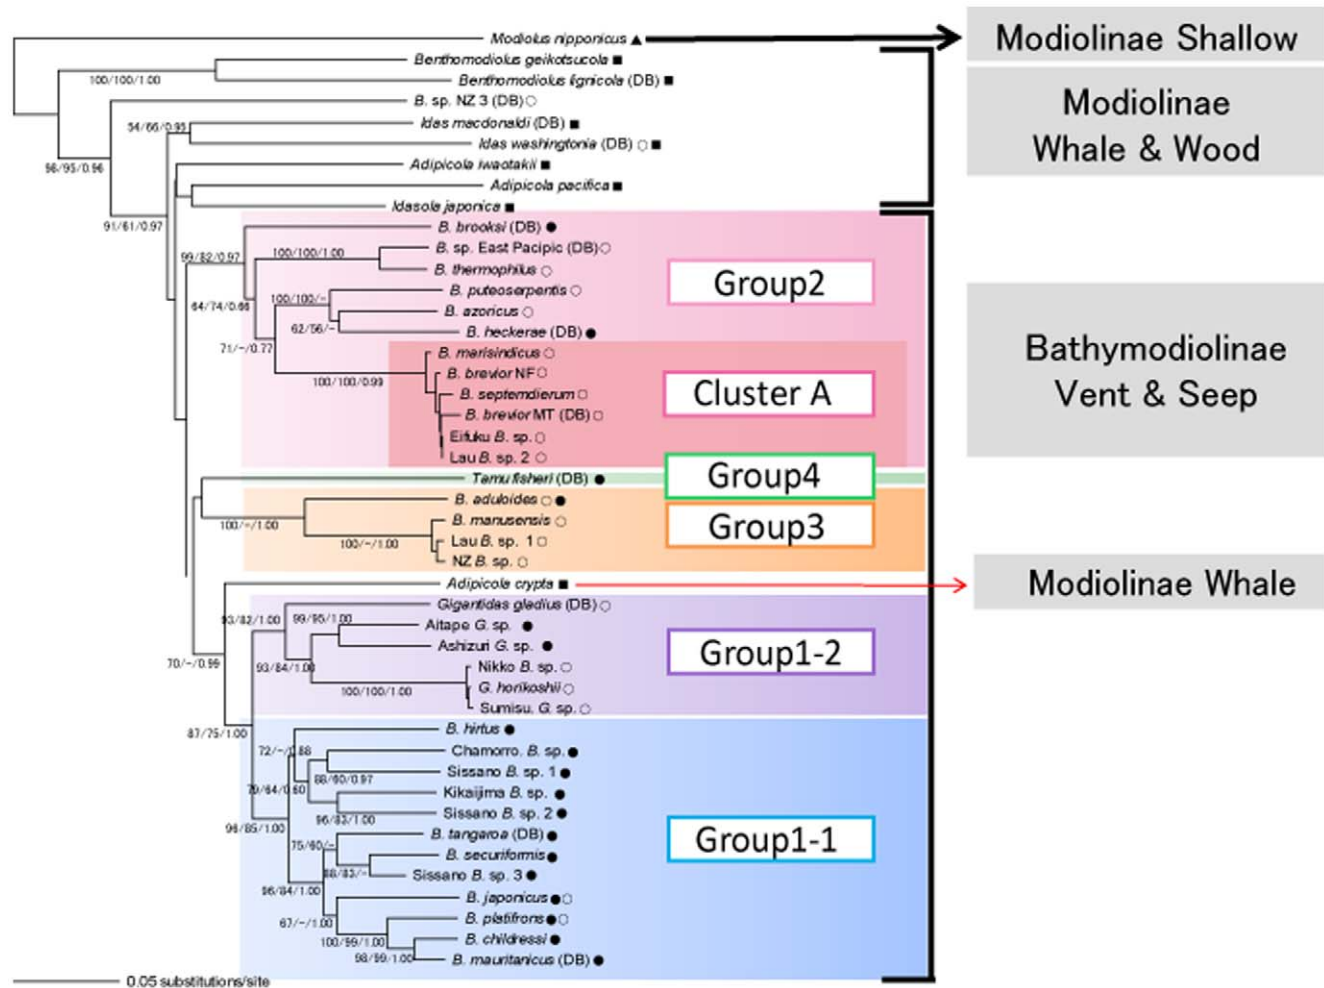 Modiolus nipponicus ▲
Modiolinae Shallow
Benthomodiolus geikotsucola ■
100/100/1.00
Benthomodiolus lignicola (DB) ■
B. sp. NZ 3 (DB) ○
Modiolinae
Whale & Wood
54/66/0.95
Idas macdonaldi (DB) ■
Idas washingtonia (DB) ○ ■
96/95/0.96
Adipicola iwaotakii ■
Adipicola pacifica ■
Idasola japonica ■
91/61/0.97
B. brooksi (DB) ●
99/82/0.97
100/100/1.00
B. sp. East Pacipic (DB) ○
B. thermophilus ○
Group2
B. puteoserpentis ○
64/74/0.66
100/100/-
B. azoricus ○
62/56/-
B. heckerae (DB) ●
Bathymodiolinae
Vent & Seep
71/-/0.77
B. marisindicus ○
B. brevior NF ○
100/100/0.99
B. septemdierum ○
Cluster A
B. brevior MT (DB) ○
Eifuku B. sp. ○
Lau B. sp. 2 ○
Tamu fisheri (DB) ●
Group4
B. aduloides ○ ●
100/-/1.00
B. manusensis ○
Group3
100/-/1.00
Lau B. sp. 1 ○
NZ B. sp. ○
Adipicola crypta ■
Modiolinae Whale
Gigantidas gladius (DB) ○
93/82/1.00
99/95/1.00
Aitape G. sp. ●
Ashizuri G. sp. ●
Group1-2
70/-/0.99
93/84/1.00
Nikko B. sp. ○
100/100/1.00
G. horikoshii ○
Sumisu. G. sp. ○
87/75/1.00
B. hirtus ●
72/-/0.88
Chamorro. B. sp. ●
88/60/0.97
Sissano B. sp. 1 ●
79/64/0.60
Kikaijima B. sp. ●
Sissano B. sp. 2 ●
96/83/1.00
96/85/1.00
B. tangaroa (DB) ●
Group1-1
75/60/-
B. securiformis ●
88/83/-
Sissano B. sp. 3 ●
96/84/1.00
B. japonicus ● ○
67/-/1.00
B. platifrons ● ○
100/99/1.00
B. childressi ●
98/99/1.00
B. mauritanicus (DB) ●
0.05 substitutions/site